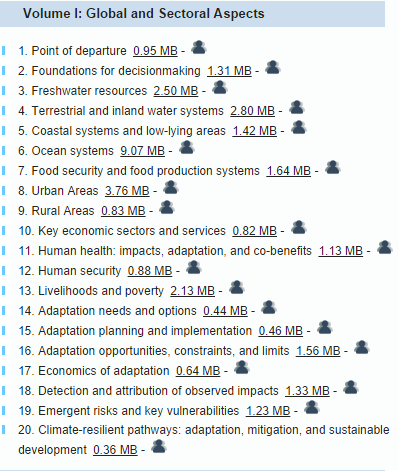 Volume I: Global and Sectoral Aspects
1. Point of departure 0.95 MB -
2. Foundations for decisionmaking 1.31 MB -
3. Freshwater resources 2.50 MB -
4. Terrestrial and inland water systems 2.80 MB -
5. Coastal systems and low-lying areas 1.42 MB -
6. Ocean systems 9.07 MB -
7. Food security and food production systems 1.64 MB -
8. Urban Areas 3.76 MB -
9. Rural Areas 0.83 MB -
10. Key economic sectors and services 0.82 MB -
11. Human health: impacts, adaptation, and co-benefits 1.13 MB -
12. Human security 0.88 MB -
13. Livelihoods and poverty 2.13 MB -
14. Adaptation needs and options 0.44 MB -
15. Adaptation planning and implementation 0.46 MB -
16. Adaptation opportunities, constraints, and limits 1.56 MB -
17. Economics of adaptation 0.64 MB -
18. Detection and attribution of observed impacts 1.33 MB -
19. Emergent risks and key vulnerabilities 1.23 MB -
20. Climate-resilient pathways: adaptation, mitigation, and sustainable
development 0.36 MB -